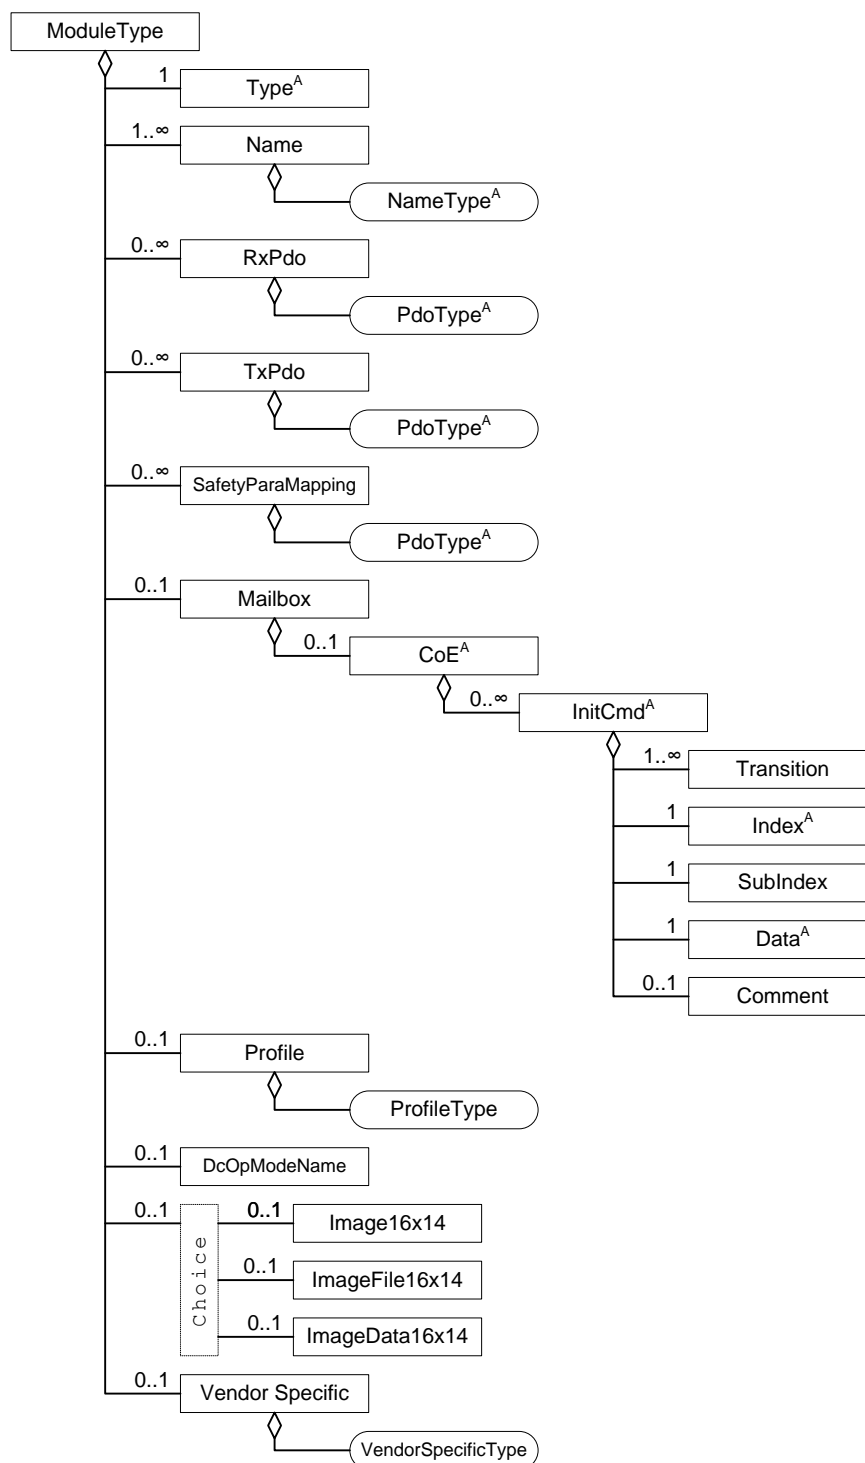 ModuleType
1
Type^A
1..∞
Name
NameType^A
0..∞
RxPdo
PdoType^A
0..∞
TxPdo
PdoType^A
0..∞
SafetyParaMapping
PdoType^A
0..1
Mailbox
0..1
CoE^A
0..∞
InitCmd^A
1..∞
Transition
1
Index^A
1
SubIndex
1
Data^A
0..1
Comment
0..1
Profile
ProfileType
0..1
DcOpModeName
0..1
Choice
0..1
Image16x14
0..1
ImageFile16x14
0..1
ImageData16x14
0..1
Vendor Specific
VendorSpecificType